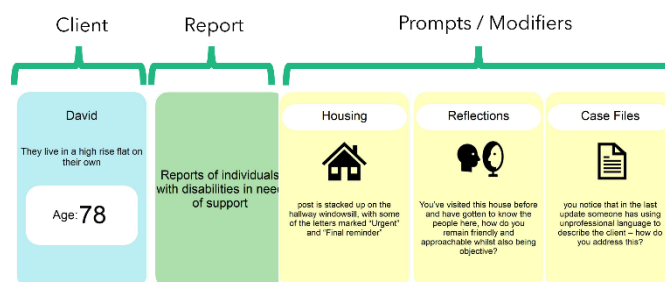 Client
Report
Prompts / Modifiers
David
They live in a high rise flat on
their own
Age: 78
Reports of individuals
with disabilities in need
of support
Housing
post is stacked up on the
hallway windowsill, with some
of the letters marked "Urgent"
and "Final reminder"
Reflections
You've visited this house before
and have gotten to know the
people here, how do you
remain friendly and
approachable whilst also being
objective?
Case Files
you notice that in the last
update someone has using
unprofessional language to
describe the client – how do
you address this?